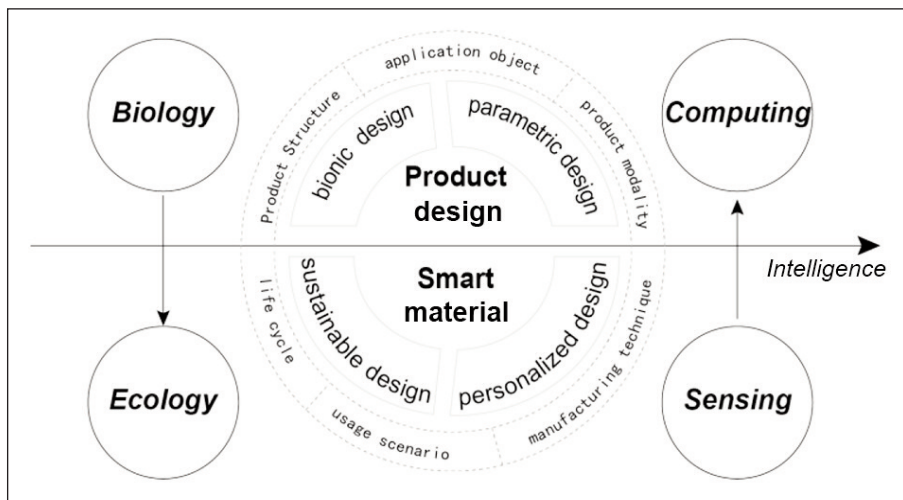 application object
Product Structure
product modality
Biology
bionic design
parametric design
Computing
Product
design
Intelligence
Smart
material
sustainable design
personalized design
life cycle
manufacturing technique
Ecology
Sensing
usage scenario